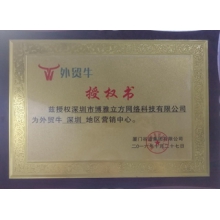 外贸牛
授权书
兹授权深圳市博泰立方网络科技有限公司
为外贸牛 深圳 地区营销中心。